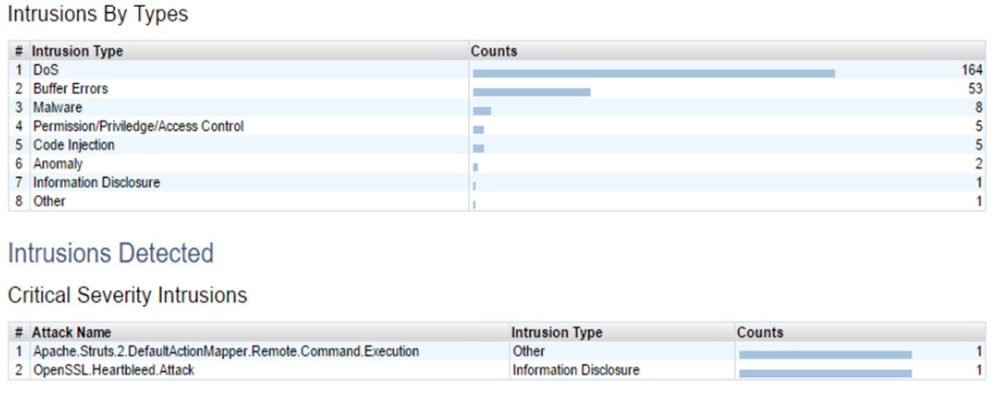 Intrusions By Types
# Intrusion Type Counts
1 DoS 164
2 Buffer Errors 53
3 Malware 8
4 Permission/Priviledge/Access Control 5
5 Code Injection 5
6 Anomaly 2
7 Information Disclosure 1
8 Other 1
Intrusions Detected
Critical Severity Intrusions
# Attack Name Intrusion Type Counts
1 Apache.Struts.2.DefaultActionMapper.Remote.Command.Execution Other 1
2 OpenSSL.Heartbleed.Attack Information Disclosure 1